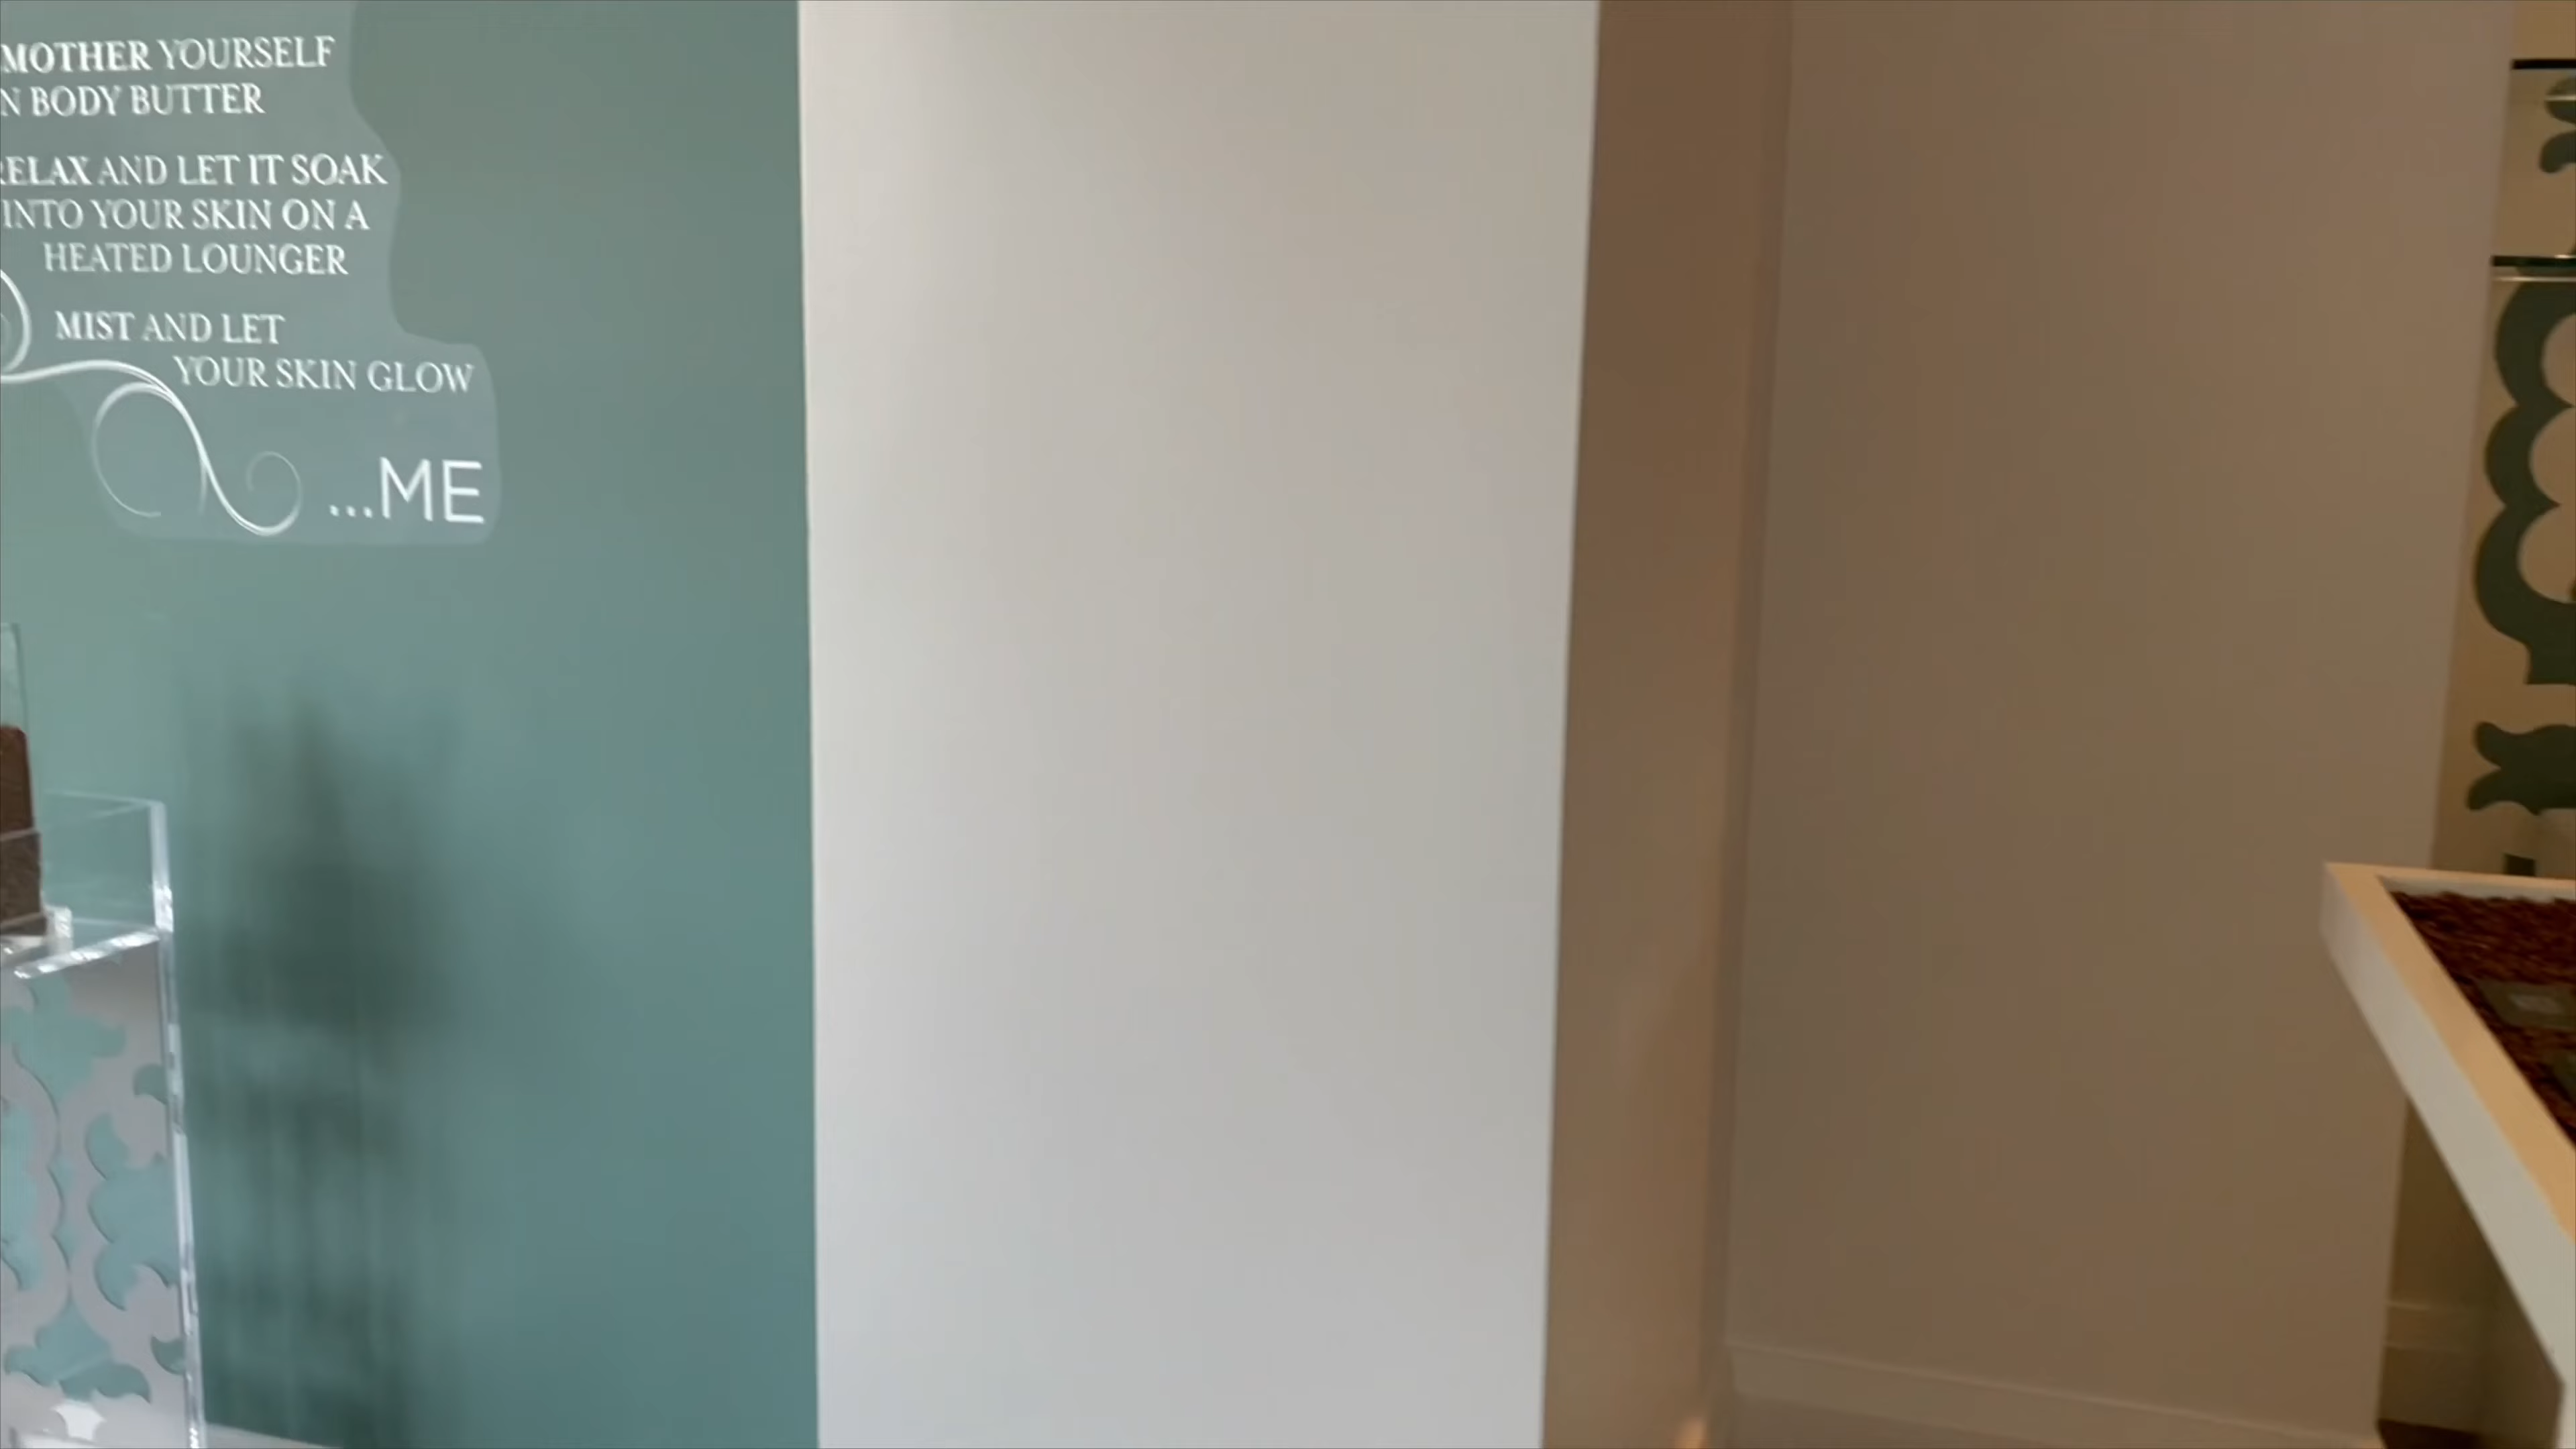 MOTHER YOURSELF
N BODY BUTTER
RELAX AND LET IT SOAK
INTO YOUR SKIN ON A
HEATED LOUNGER
MIST AND LET
YOUR SKIN GLOW
...ME